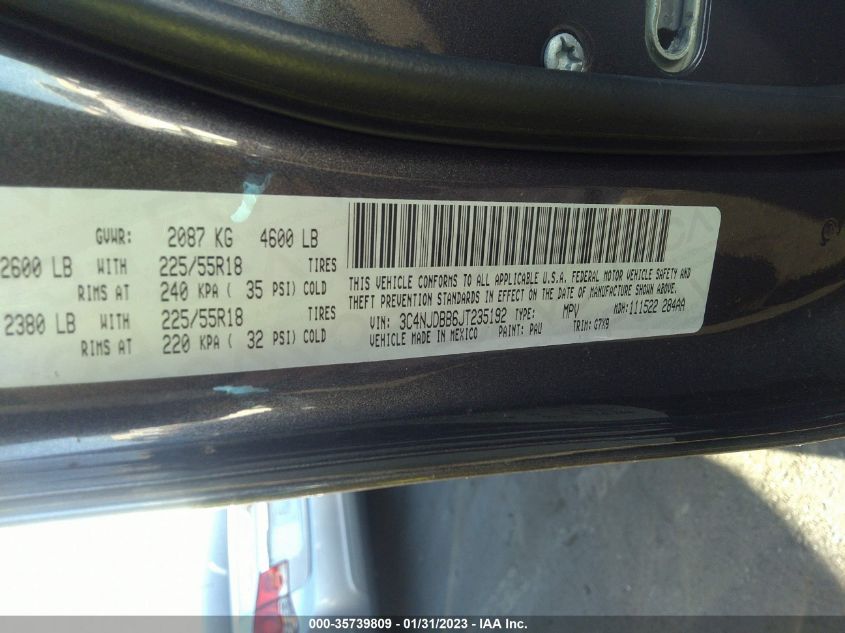 GVWR: 2087 KG 4600 LB
2600 LB WITH 225/55R18 TIRES
RIMS AT 240 KPA ( 35 PSI) COLD
2380 LB WITH 225/55R18 TIRES
RIMS AT 220 KPA ( 32 PSI) COLD
THIS VEHICLE CONFORMS TO ALL APPLICABLE U.S.A. FEDERAL MOTOR VEHICLE SAFETY AND
THEFT PREVENTION STANDARDS IN EFFECT ON THE DATE OF MANUFACTURE SHOWN ABOVE.
VIN: 3C4NJDBB6JT235192 TYPE: MPV MDH: 111522 284AA
VEHICLE MADE IN MEXICO PAINT: PAU TRIM: G7X9
000-35739809 - 01/31/2023 - IAA Inc.